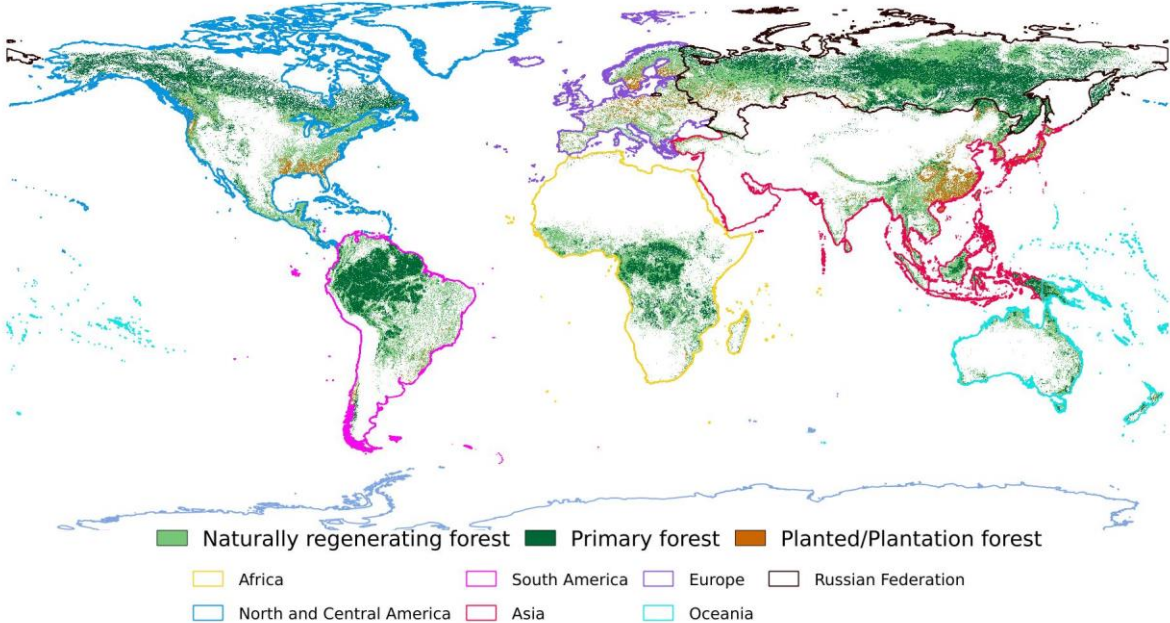 Naturally regenerating forest Primary forest Planted/Plantation forest
Africa South America Europe Russian Federation
North and Central America Asia Oceania